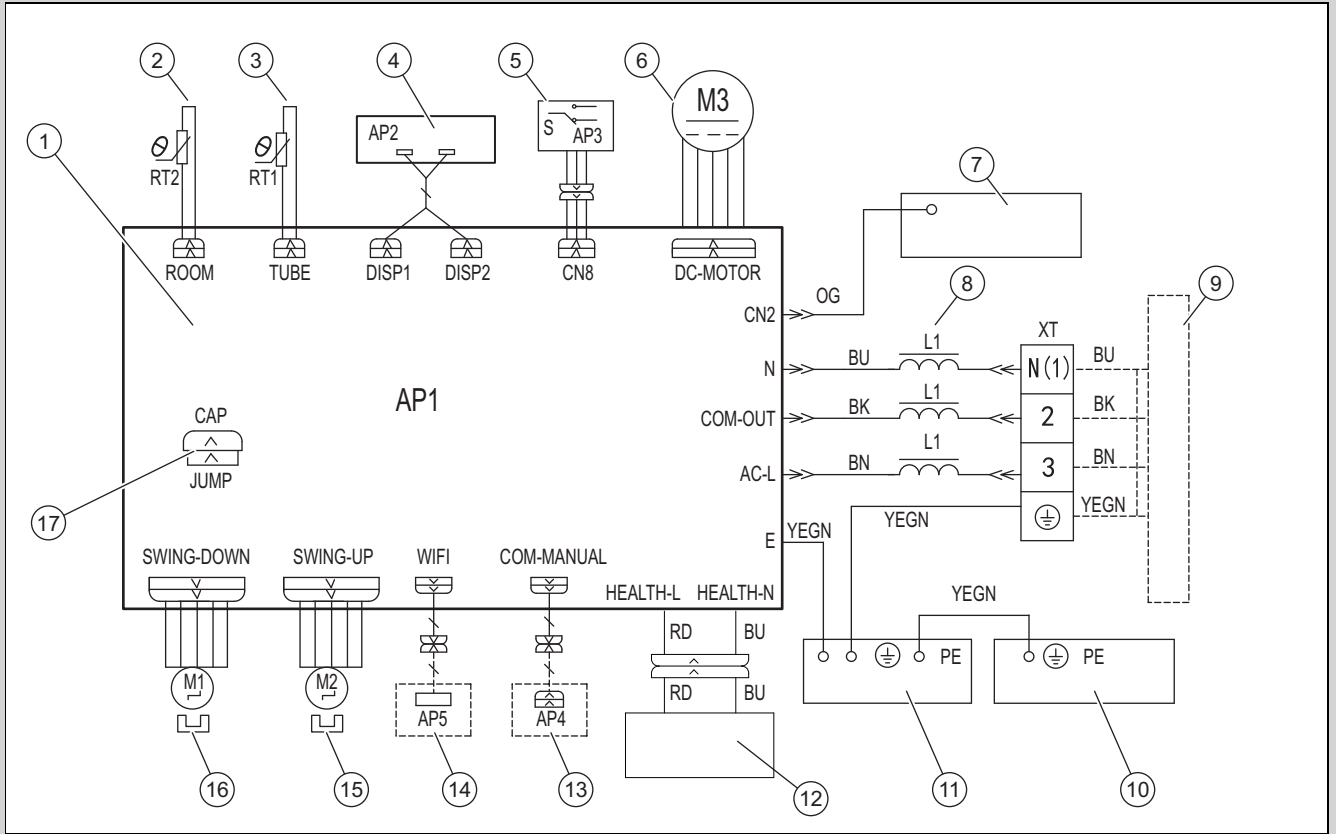 2
3
4
5
6
1
7
8
9
AP2
S
AP3
M3
θ
RT2
θ
RT1
ROOM
TUBE
DISP1
DISP2
CN8
DC-MOTOR
CN2
OG
XT
N
BU
L1
N(1)
BU
COM-OUT
BK
L1
2
BK
AC-L
BN
L1
3
BN
AP1
CAP
JUMP
17
E
YEGN
YEGN
YEGN
YEGN
SWING-DOWN
SWING-UP
WIFI
COM-MANUAL
HEALTH-L
HEALTH-N
RD
BU
RD
BU
PE
PE
M1
M2
AP5
AP4
16
15
14
13
12
11
10